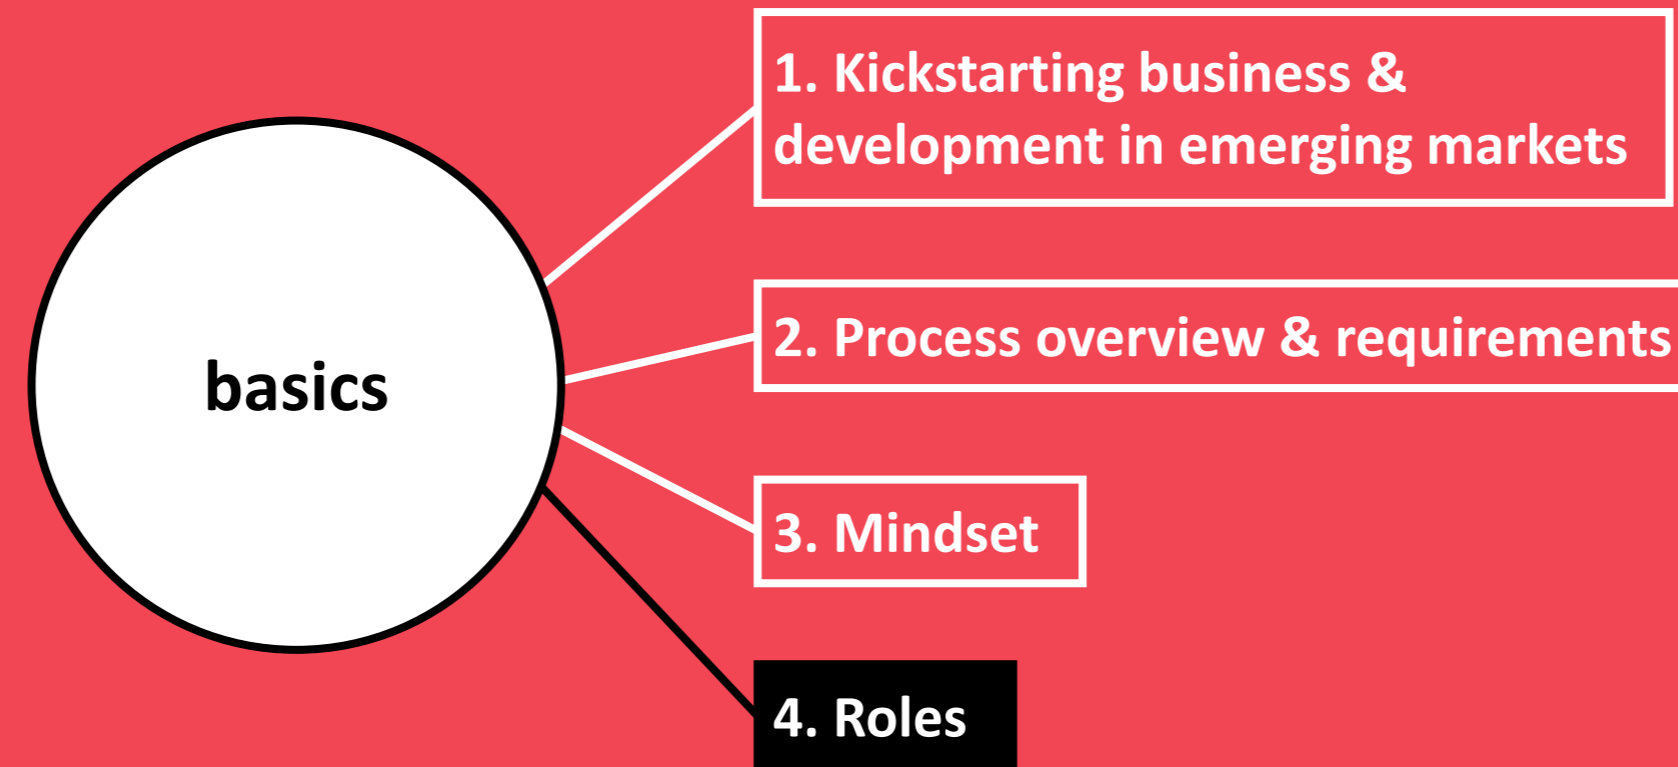 basics
1. Kickstarting business &
development in emerging markets
2. Process overview & requirements
3. Mindset
4. Roles